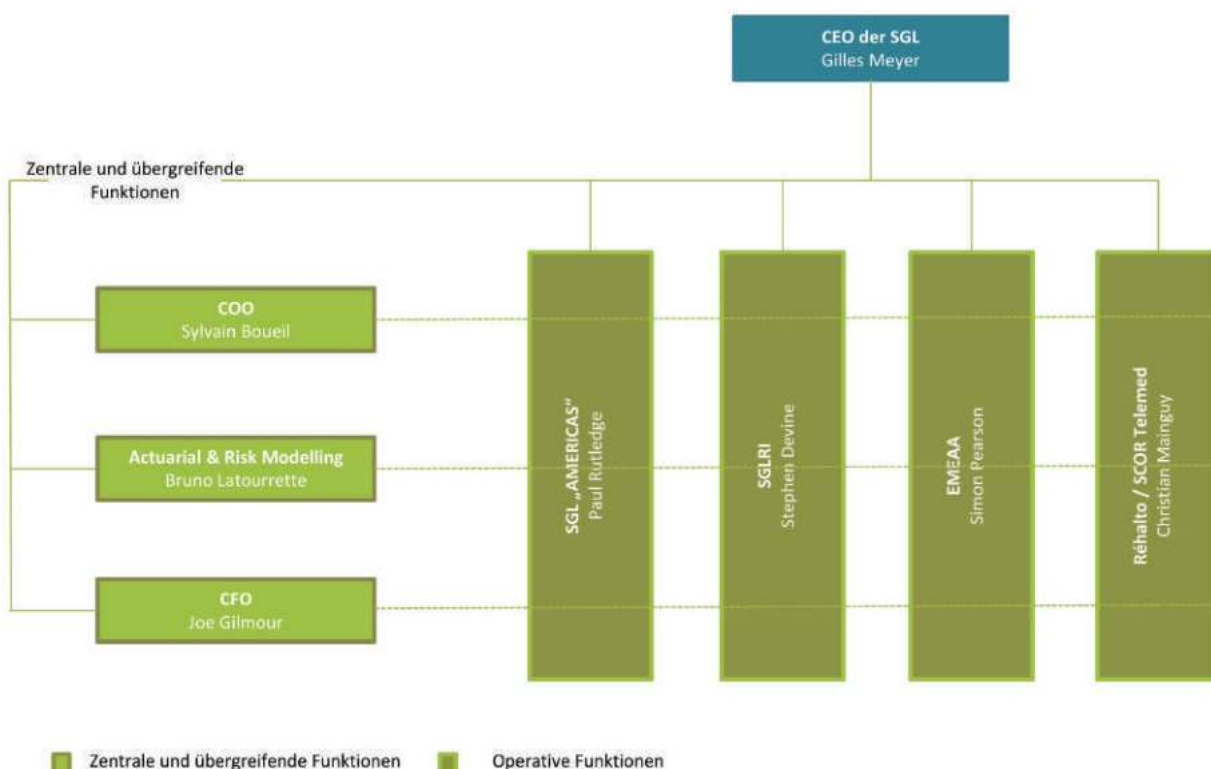 CEO der SGL
Gilles Meyer
Zentrale und übergreifende
Funktionen
COO
Sylvain Boueil
Actuarial & Risk Modelling
Bruno Latourrette
CFO
Joe Gilmour
SGL „AMERICAS“
Paul Rutledge
SGLRI
Stephen Devine
EMEAA
Simon Pearson
Réhalto / SCOR Telemed
Christian Mainguy
Zentrale und übergreifende Funktionen
Operative Funktionen